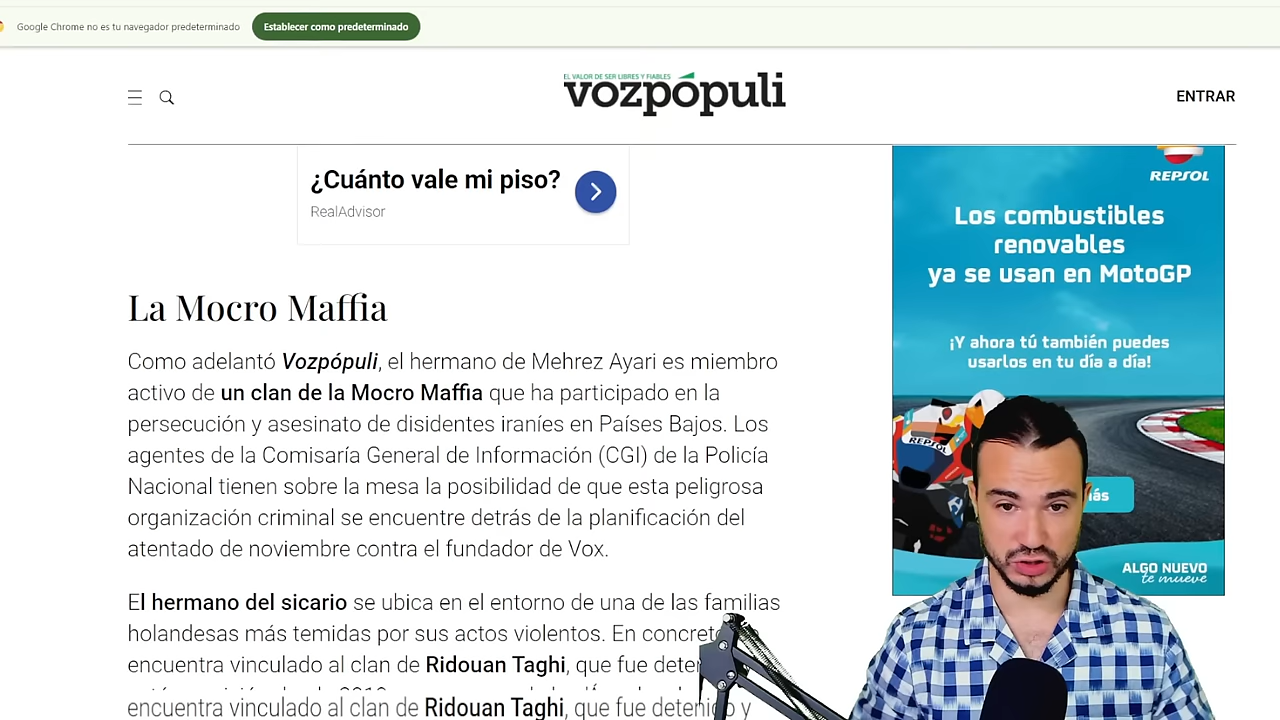 Google Chrome no es tu navegador predeterminado
Establecer como predeterminado
EL VALOR DE SER LIBRES Y FIABLES
vozpópuli
ENTRAR
¿Cuánto vale mi piso?
RealAdvisor
REPSOL
Los combustibles
renovables
ya se usan en MotoGP
¡Y ahora tú también puedes
usarlos en tu día a día!
REPSOL
ALGO NUEVO
te mueve
La Mocro Maffia
Como adelantó Vozpópuli, el hermano de Mehrez Ayari es miembro
activo de un clan de la Mocro Maffia que ha participado en la
persecución y asesinato de disidentes iraníes en Países Bajos. Los
agentes de la Comisaría General de Información (CGI) de la Policía
Nacional tienen sobre la mesa la posibilidad de que esta peligrosa
organización criminal se encuentre detrás de la planificación del
atentado de noviembre contra el fundador de Vox.
El hermano del sicario se ubica en el entorno de una de las familias
holandesas más temidas por sus actos violentos. En concreto
encuentra vinculado al clan de Ridouan Taghi, que fue
encuentra vinculado al clan de Ridouan Taghi, que fue detenido y